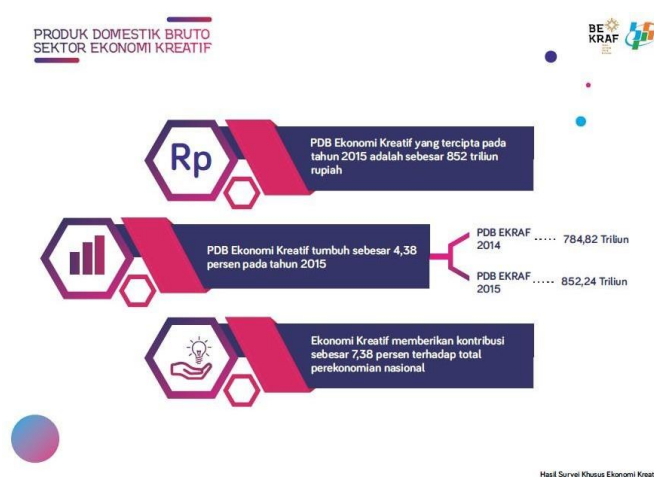 PRODUK DOMESTIK BRUTO
SEKTOR EKONOMI KREATIF
BE
KRAF
Rp
PDB Ekonomi Kreatif yang tercipta pada
tahun 2015 adalah sebesar 852 triliun
rupiah
PDB Ekonomi Kreatif tumbuh sebesar 4,38
persen pada tahun 2015
PDB EKRAF
2014 ..... 784,82 Triliun
PDB EKRAF
2015 ..... 852,24 Triliun
Ekonomi Kreatif memberikan kontribusi
sebesar 7,38 persen terhadap total
perekonomian nasional
Hasil Survei Khusus Ekonomi Kreat